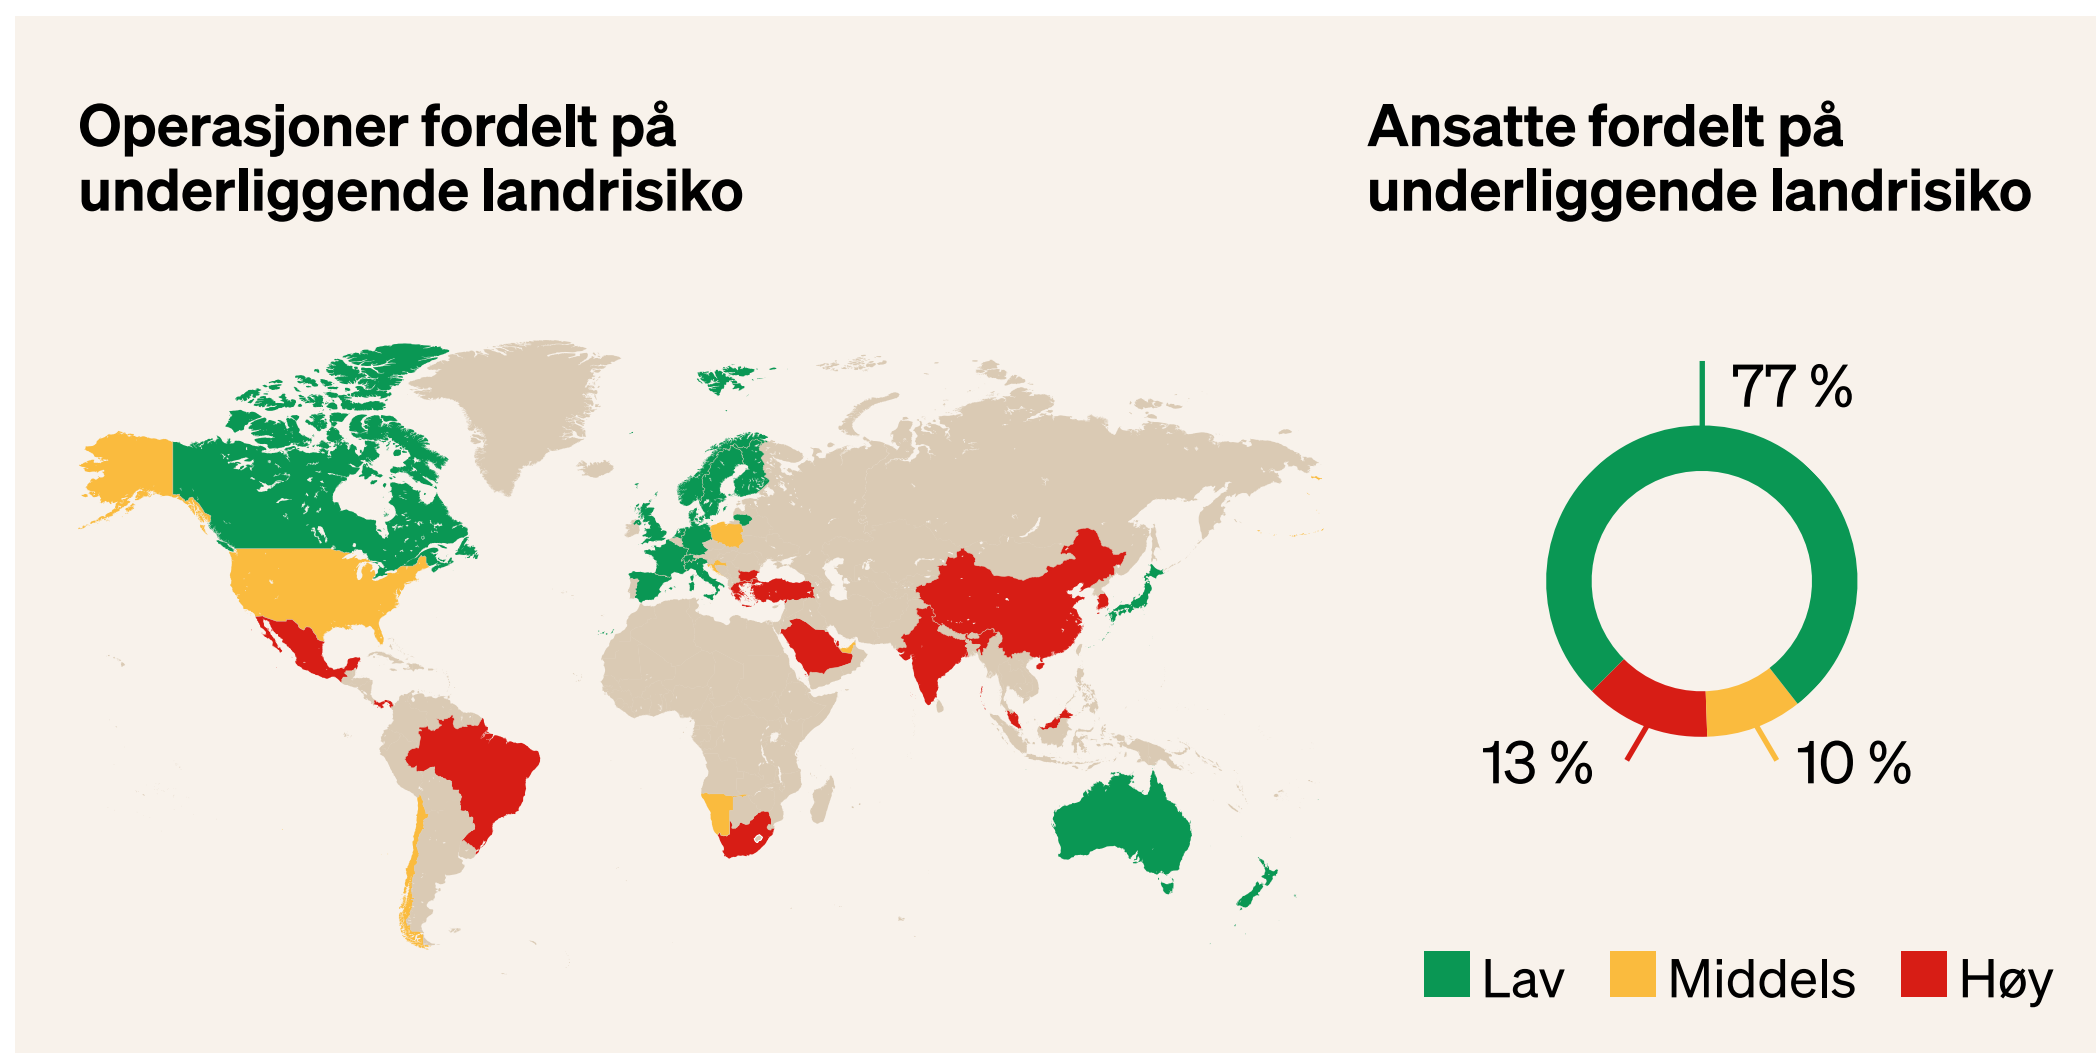 Operasjoner fordelt på
underliggende landrisiko
Ansatte fordelt på
underliggende landrisiko
77 %
13 %
10 %
Lav
Middels
Høy